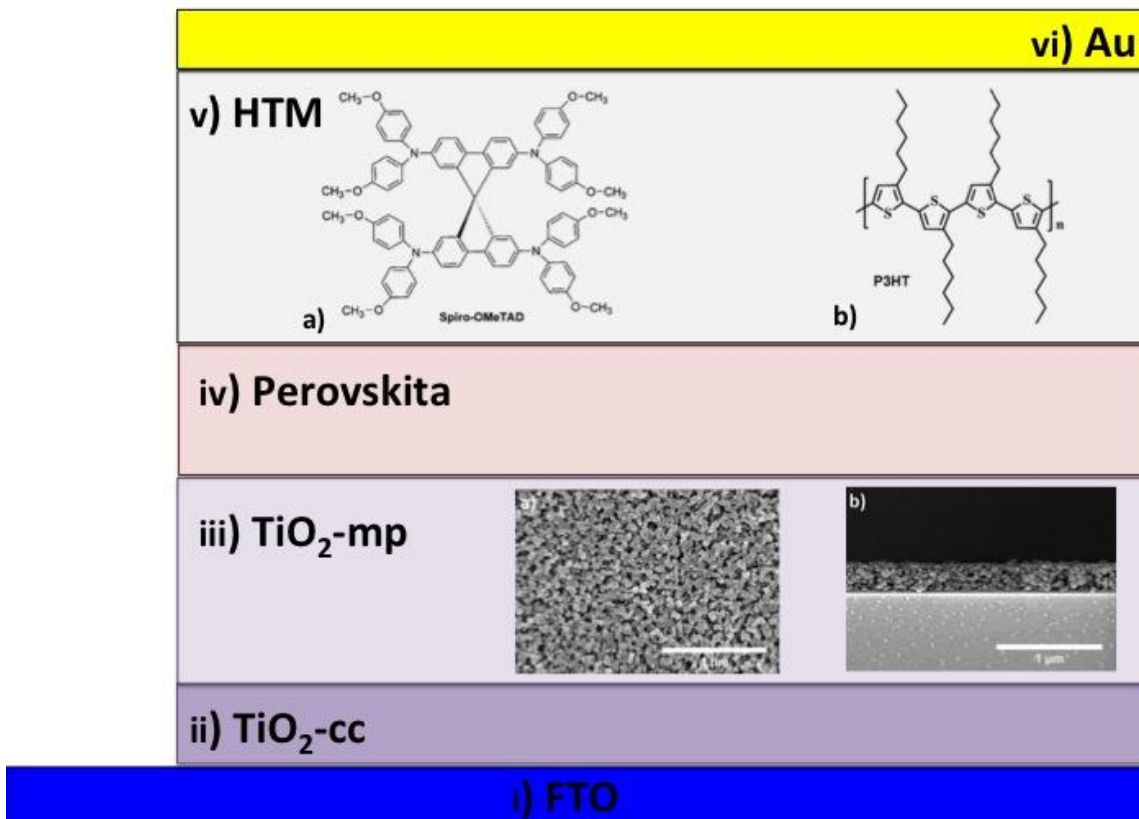 vi) Au
v) HTM
CH₃-O
O-CH₃
CH₃-O
O-CH₃
N
N
CH₃-O
O-CH₃
N
N
CH₃-O
O-CH₃
a)
Spiro-OMeTAD
S
S
S
S
n
P3HT
b)
iv) Perovskita
iii) TiO₂-mp
a)
b)
1 µm
ii) TiO₂-cc
i) FTO